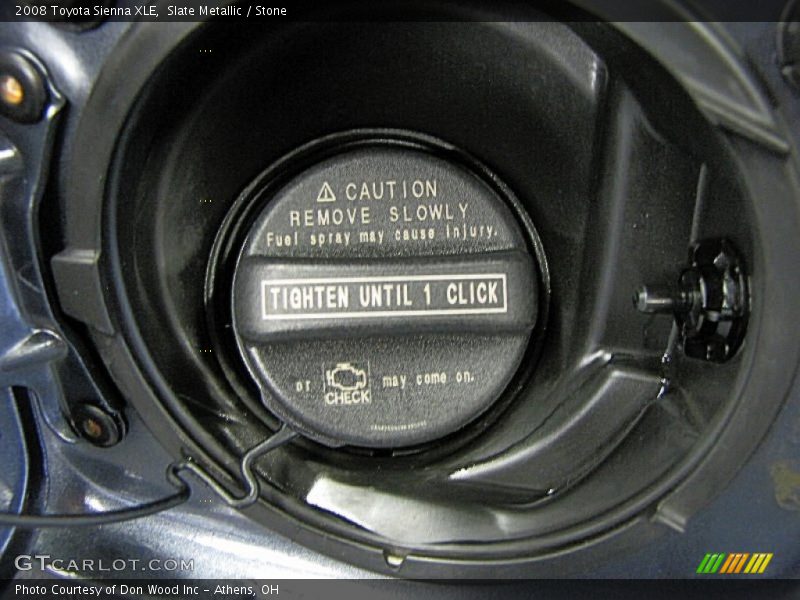 2008 Toyota Sienna XLE,  Slate Metallic / Stone
⚠ CAUTION
REMOVE SLOWLY
Fuel spray may cause injury.
TIGHTEN UNTIL 1 CLICK
or CHECK may come on.
GTCARLOT.COM
Photo Courtesy of Don Wood Inc - Athens, OH